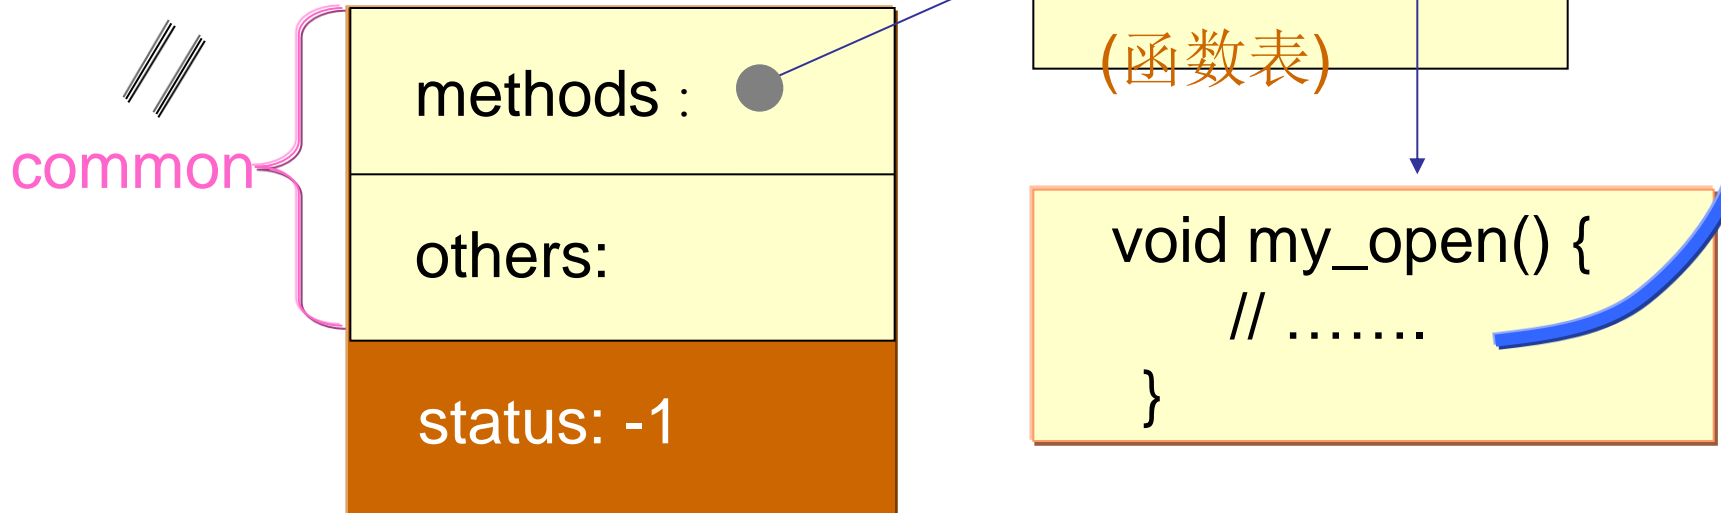 methods :
common
others:
status: -1
(函数表)
void my_open() {
// …….
}